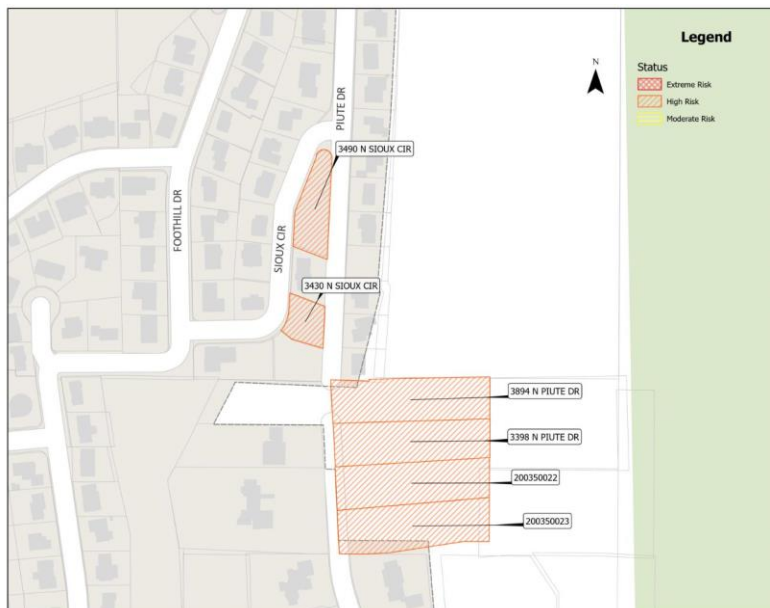 Legend
Status
Extreme Risk
High Risk
Moderate Risk
N
PIUTE DR
3490 N SIOUX CIR
FOOTHILL DR
SIOUX CIR
3430 N SIOUX CIR
3894 N PIUTE DR
3398 N PIUTE DR
200350022
200350023